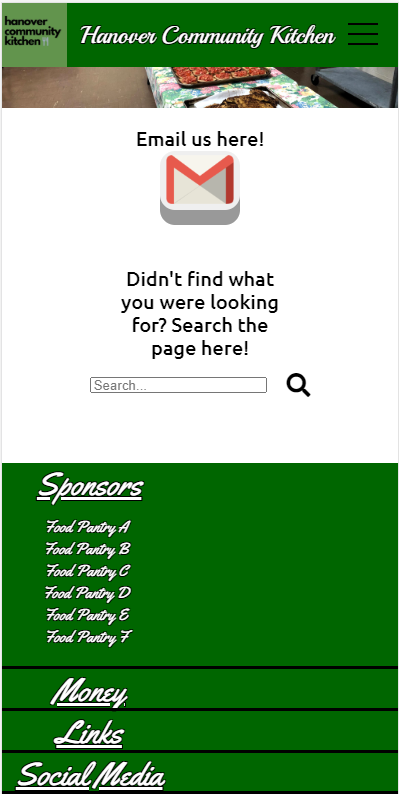 hanover
community
kitchen
Hanover Community Kitchen
Email us here!
Didn't find what
you were looking
for? Search the
page here!
Search...
Sponsors
Food Pantry A
Food Pantry B
Food Pantry C
Food Pantry D
Food Pantry E
Food Pantry F
Money
Links
Social Media